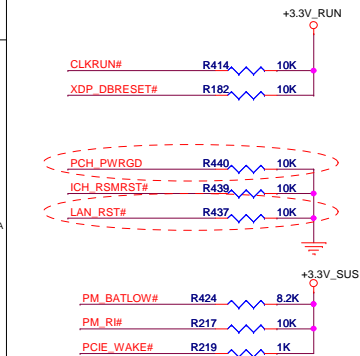 +3.3V_RUN
CLKRUN# R414 10K
XDP_DBRESET# R182 10K
PCH_PWRGD R440 10K
ICH_RSMRST# R439 10K
LAN_RST# R437 10K
A
+3.3V_SUS
PM_BATLOW# R424 8.2K
PM_RI# R217 10K
PCIE_WAKE# R219 1K